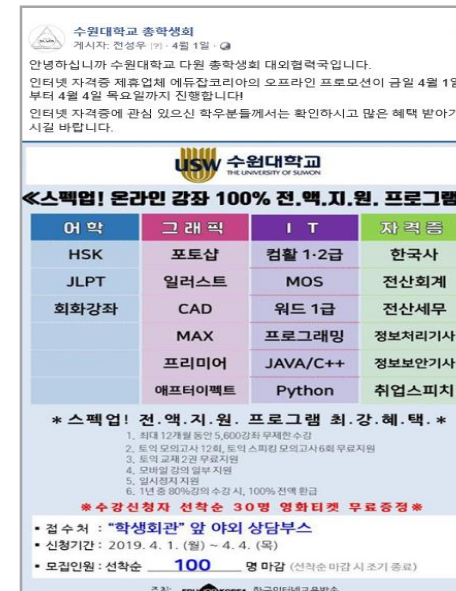 수원대학교 총학생회
게시자: 전성우 [?] · 4월 1일 ·
안녕하십니까 수원대학교 다원 총학생회 대외협력국입니다.
인터넷 자격증 제휴업체 에듀잡코리아의 오프라인 프로모션이 금일 4월 1일
부터 4월 4일 목요일까지 진행합니다!
인터넷 자격증에 관심 있으신 학우분들께서는 확인하시고 많은 혜택 받아가
시길 바랍니다.
USW 수원대학교
THE UNIVERSITY OF SUWON
≪스펙업! 온라인 강좌 100% 전.액.지.원. 프로그램
어 학 그 래 픽 I T 자 격 증
HSK 포토샵 컴활 1·2급 한국사
JLPT 일러스트 MOS 전산회계
회화강좌 CAD 워드 1급 전산세무
MAX 프로그래밍 정보처리기사
프리미어 JAVA/C++ 정보보안기사
애프터이펙트 Python 취업스피치
* 스펙업! 전.액.지.원. 프로그램 최.강.혜.택. *
1. 최대 12개월 동안 5,600강좌 무제한 수강
2. 토익 모의고사 12회, 토익 스피킹 모의고사 6회 무료지원
3. 토익 교재 2권 무료지원
4. 모바일 강의 일부 지원
5. 일시정지 지원
6. 1년 중 80%강의 수강 시, 100% 전액 환급
※수강신청자 선착순 30명 영화티켓 무료증정※
• 접 수 처 : “학생회관” 앞 야외 상담부스
• 신청기간 : 2019. 4. 1. (월) ~ 4. 4. (목)
• 모집인원 : 선착순 100 명 마감 (선착순 마감 시 조기 종료)